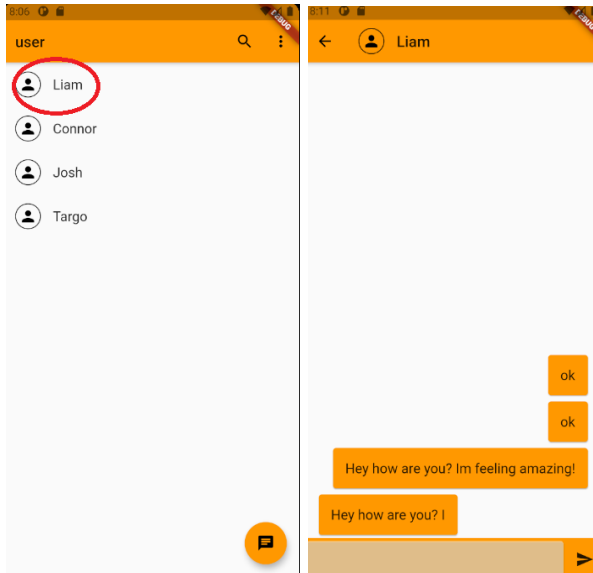 8:06
DEBUG
user
Liam
Connor
Josh
Targo
8:11
DEBUG
Liam
ok
ok
Hey how are you? Im feeling amazing!
Hey how are you? I